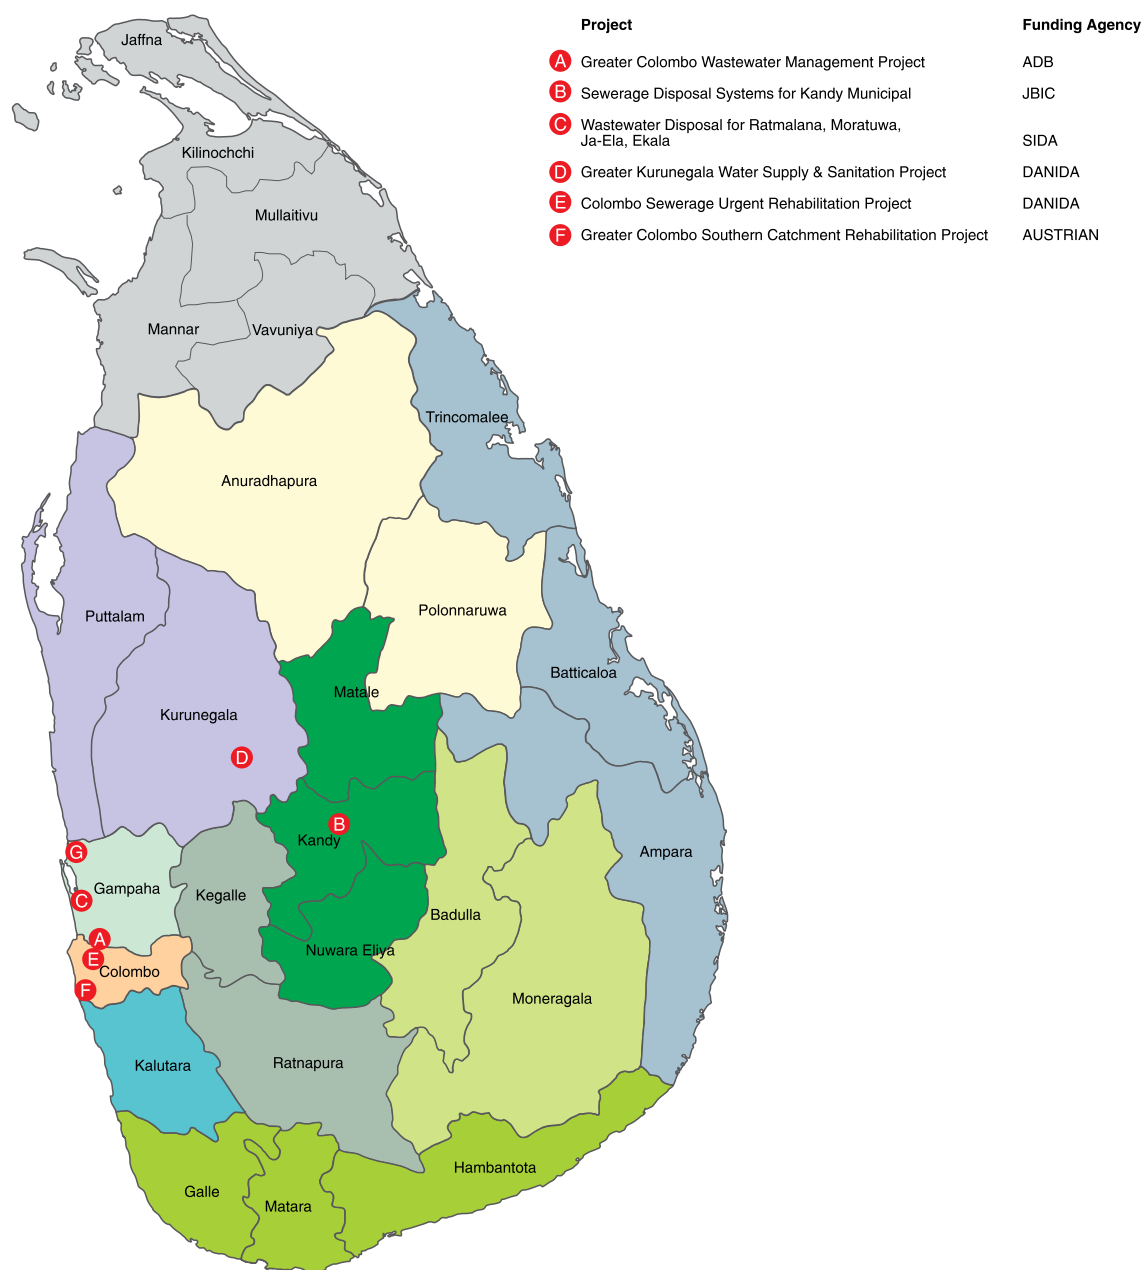 Project Funding Agency
A Greater Colombo Wastewater Management Project ADB
B Sewerage Disposal Systems for Kandy Municipal JBIC
C Wastewater Disposal for Ratmalana, Moratuwa,
Ja-Ela, Ekala SIDA
D Greater Kurunegala Water Supply & Sanitation Project DANIDA
E Colombo Sewerage Urgent Rehabilitation Project DANIDA
F Greater Colombo Southern Catchment Rehabilitation Project AUSTRIAN
Jaffna
Kilinochchi
Mullaitivu
Mannar
Vavuniya
Trincomalee
Anuradhapura
Polonnaruwa
Puttalam
Batticaloa
Matale
Kurunegala
D
B
Kandy
G
Ampara
Gampaha
Kegalle
C
Badulla
A
Nuwara Eliya
E
Colombo
F
Moneragala
Kalutara
Ratnapura
Hambantota
Galle
Matara